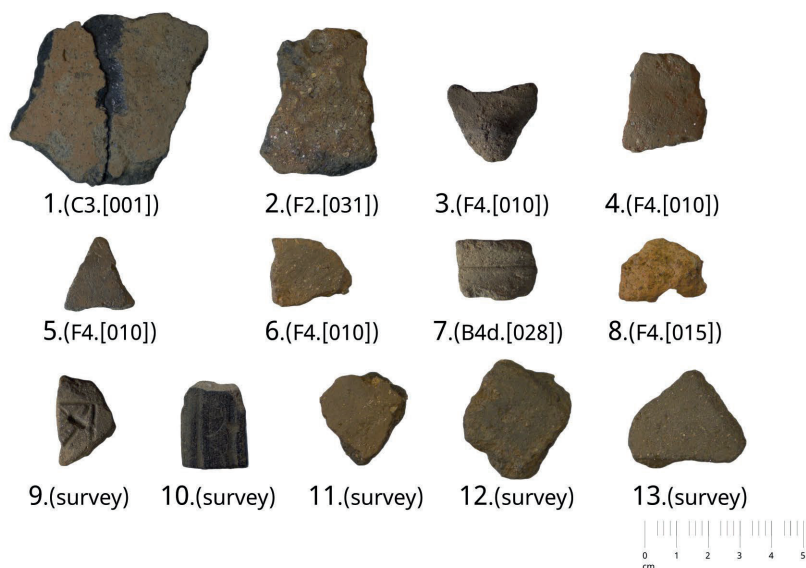 1.(C3.[001]) 2.(F2.[031]) 3.(F4.[010]) 4.(F4.[010])
5.(F4.[010]) 6.(F4.[010]) 7.(B4d.[028]) 8.(F4.[015])
9.(survey) 10.(survey) 11.(survey) 12.(survey) 13.(survey)
0 1 2 3 4 5
cm